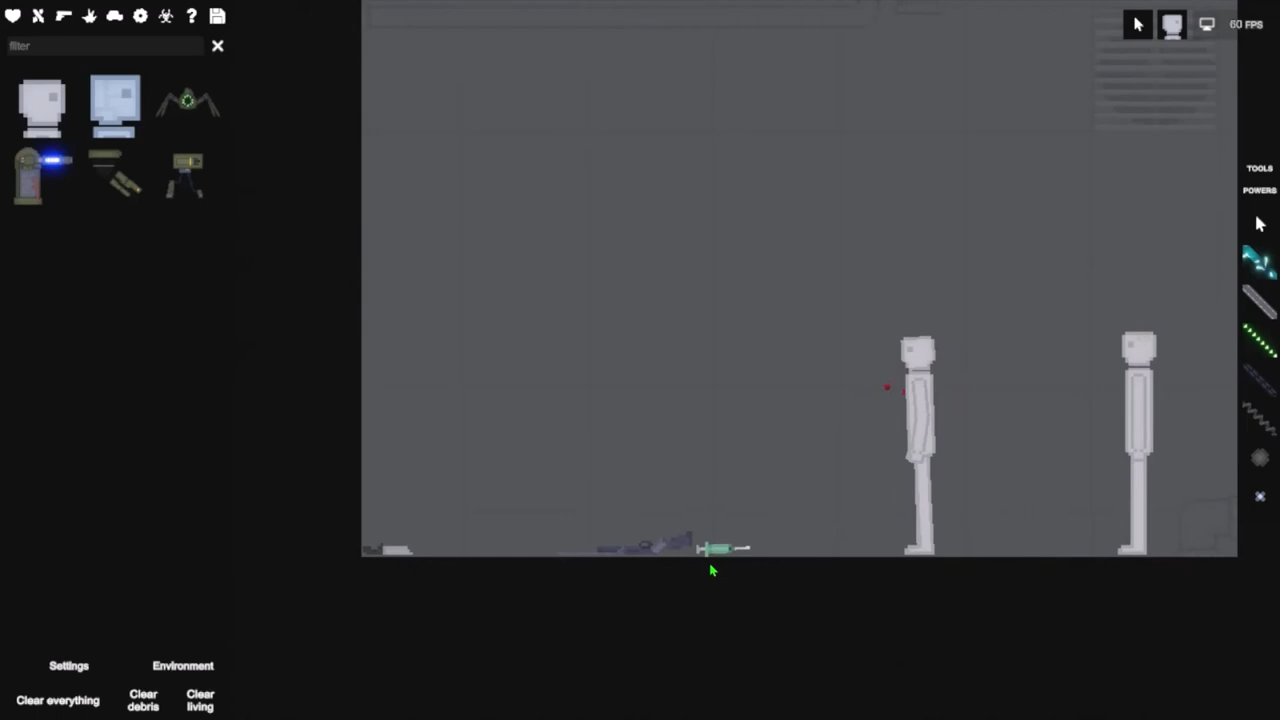 filter
60 FPS
TOOLS
POWERS
Settings
Environment
Clear everything
Clear debris
Clear living